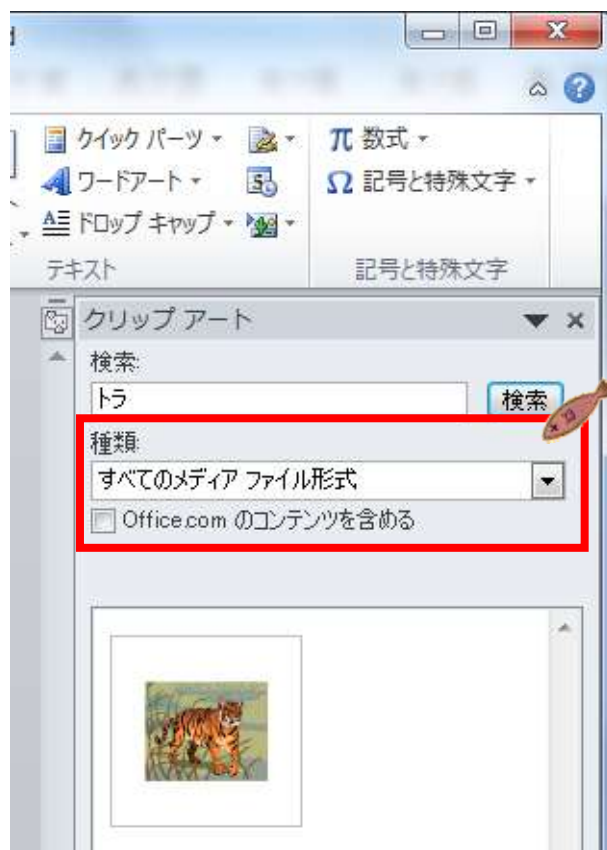 クイック パーツ
π 数式
ワードアート
Ω 記号と特殊文字
ドロップ キャップ
テキスト
記号と特殊文字
クリップ アート
検索:
トラ
検索
種類:
すべてのメディア ファイル形式
Office.com のコンテンツを含める